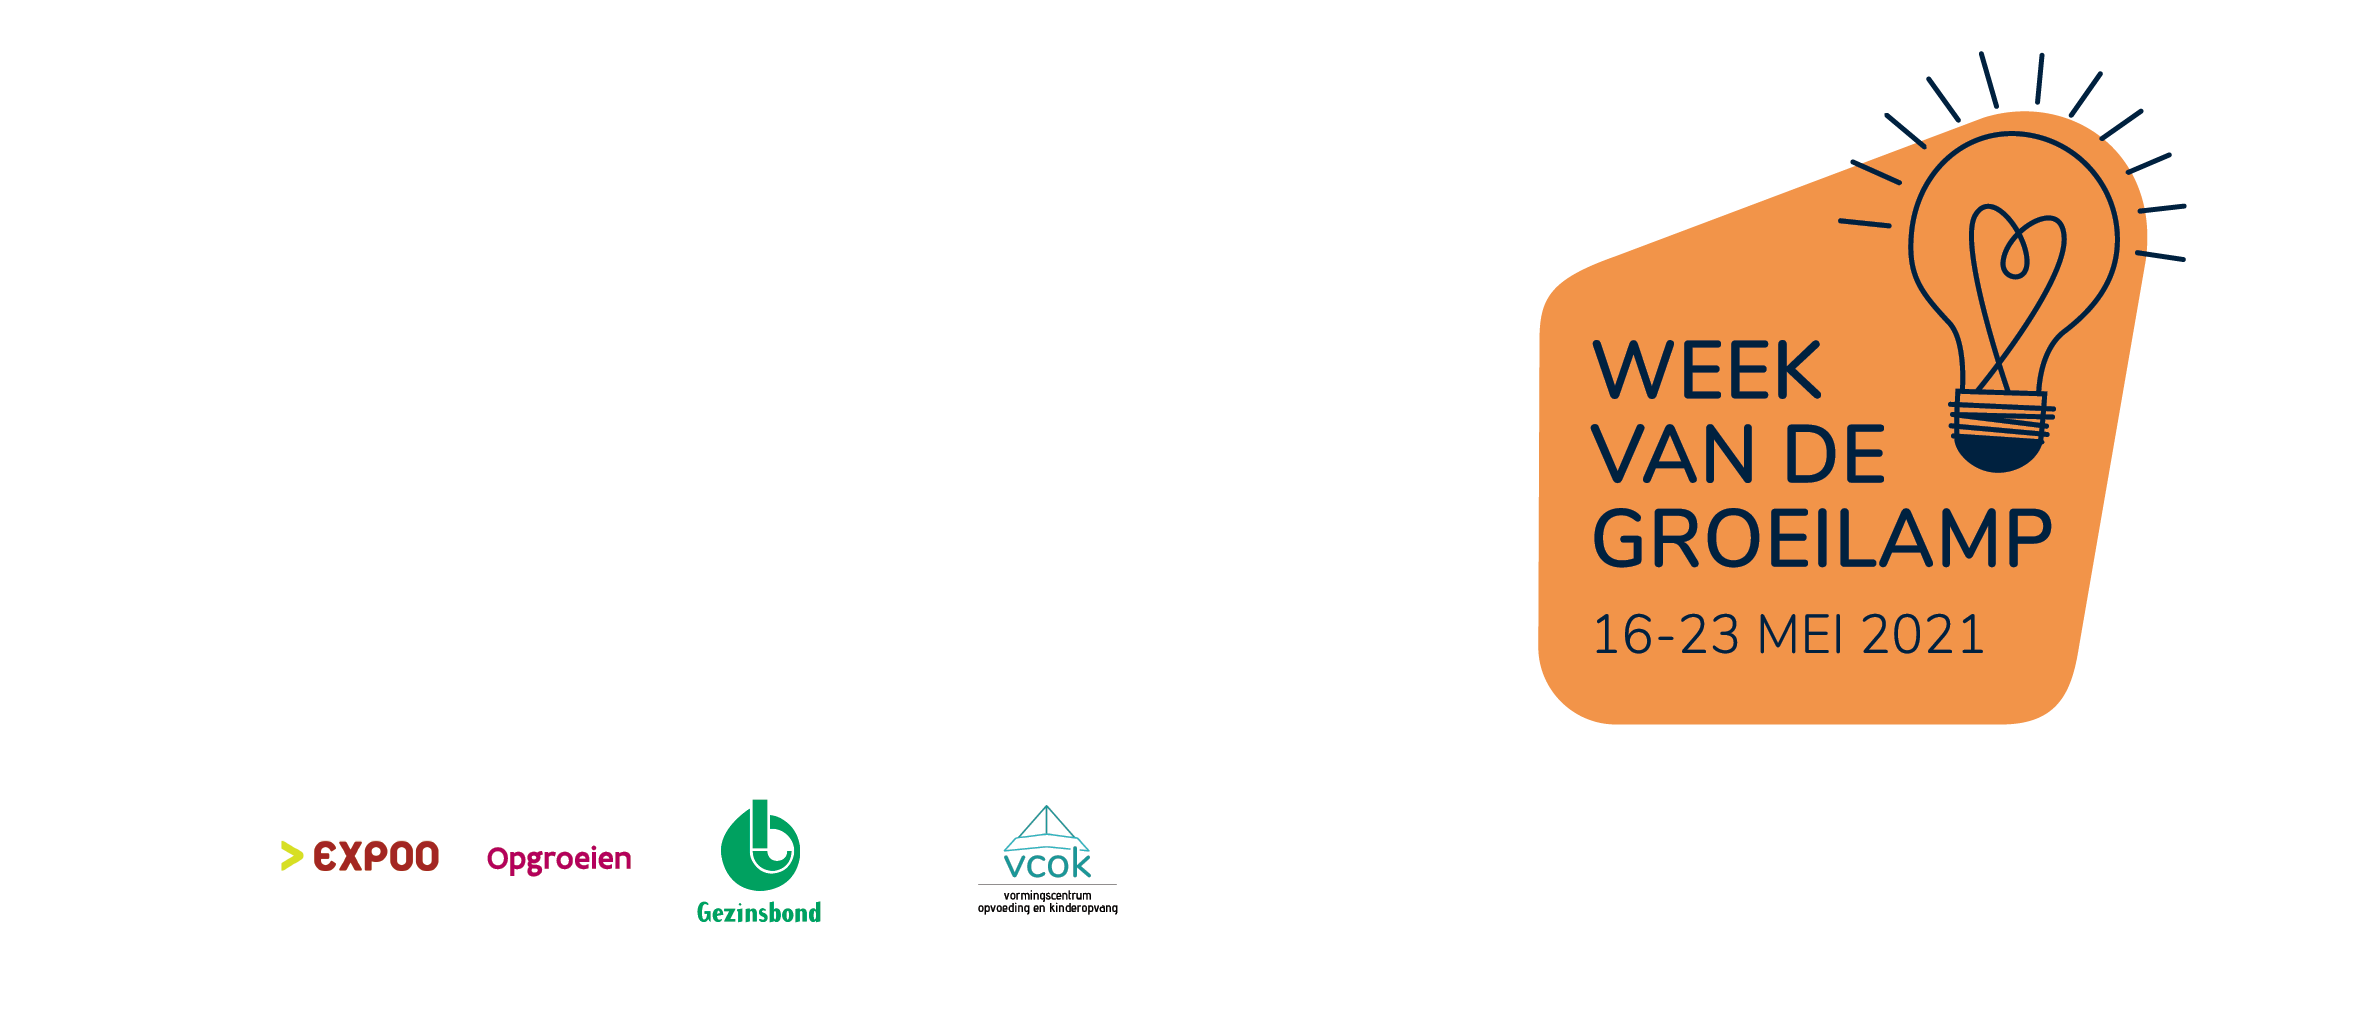 WEEK
VAN DE
GROEILAMP
16-23 MEI 2021
> EXPOO
Opgroeien
Gezinsbond
vcok
vormingscentrum
opvoeding en kinderopvang